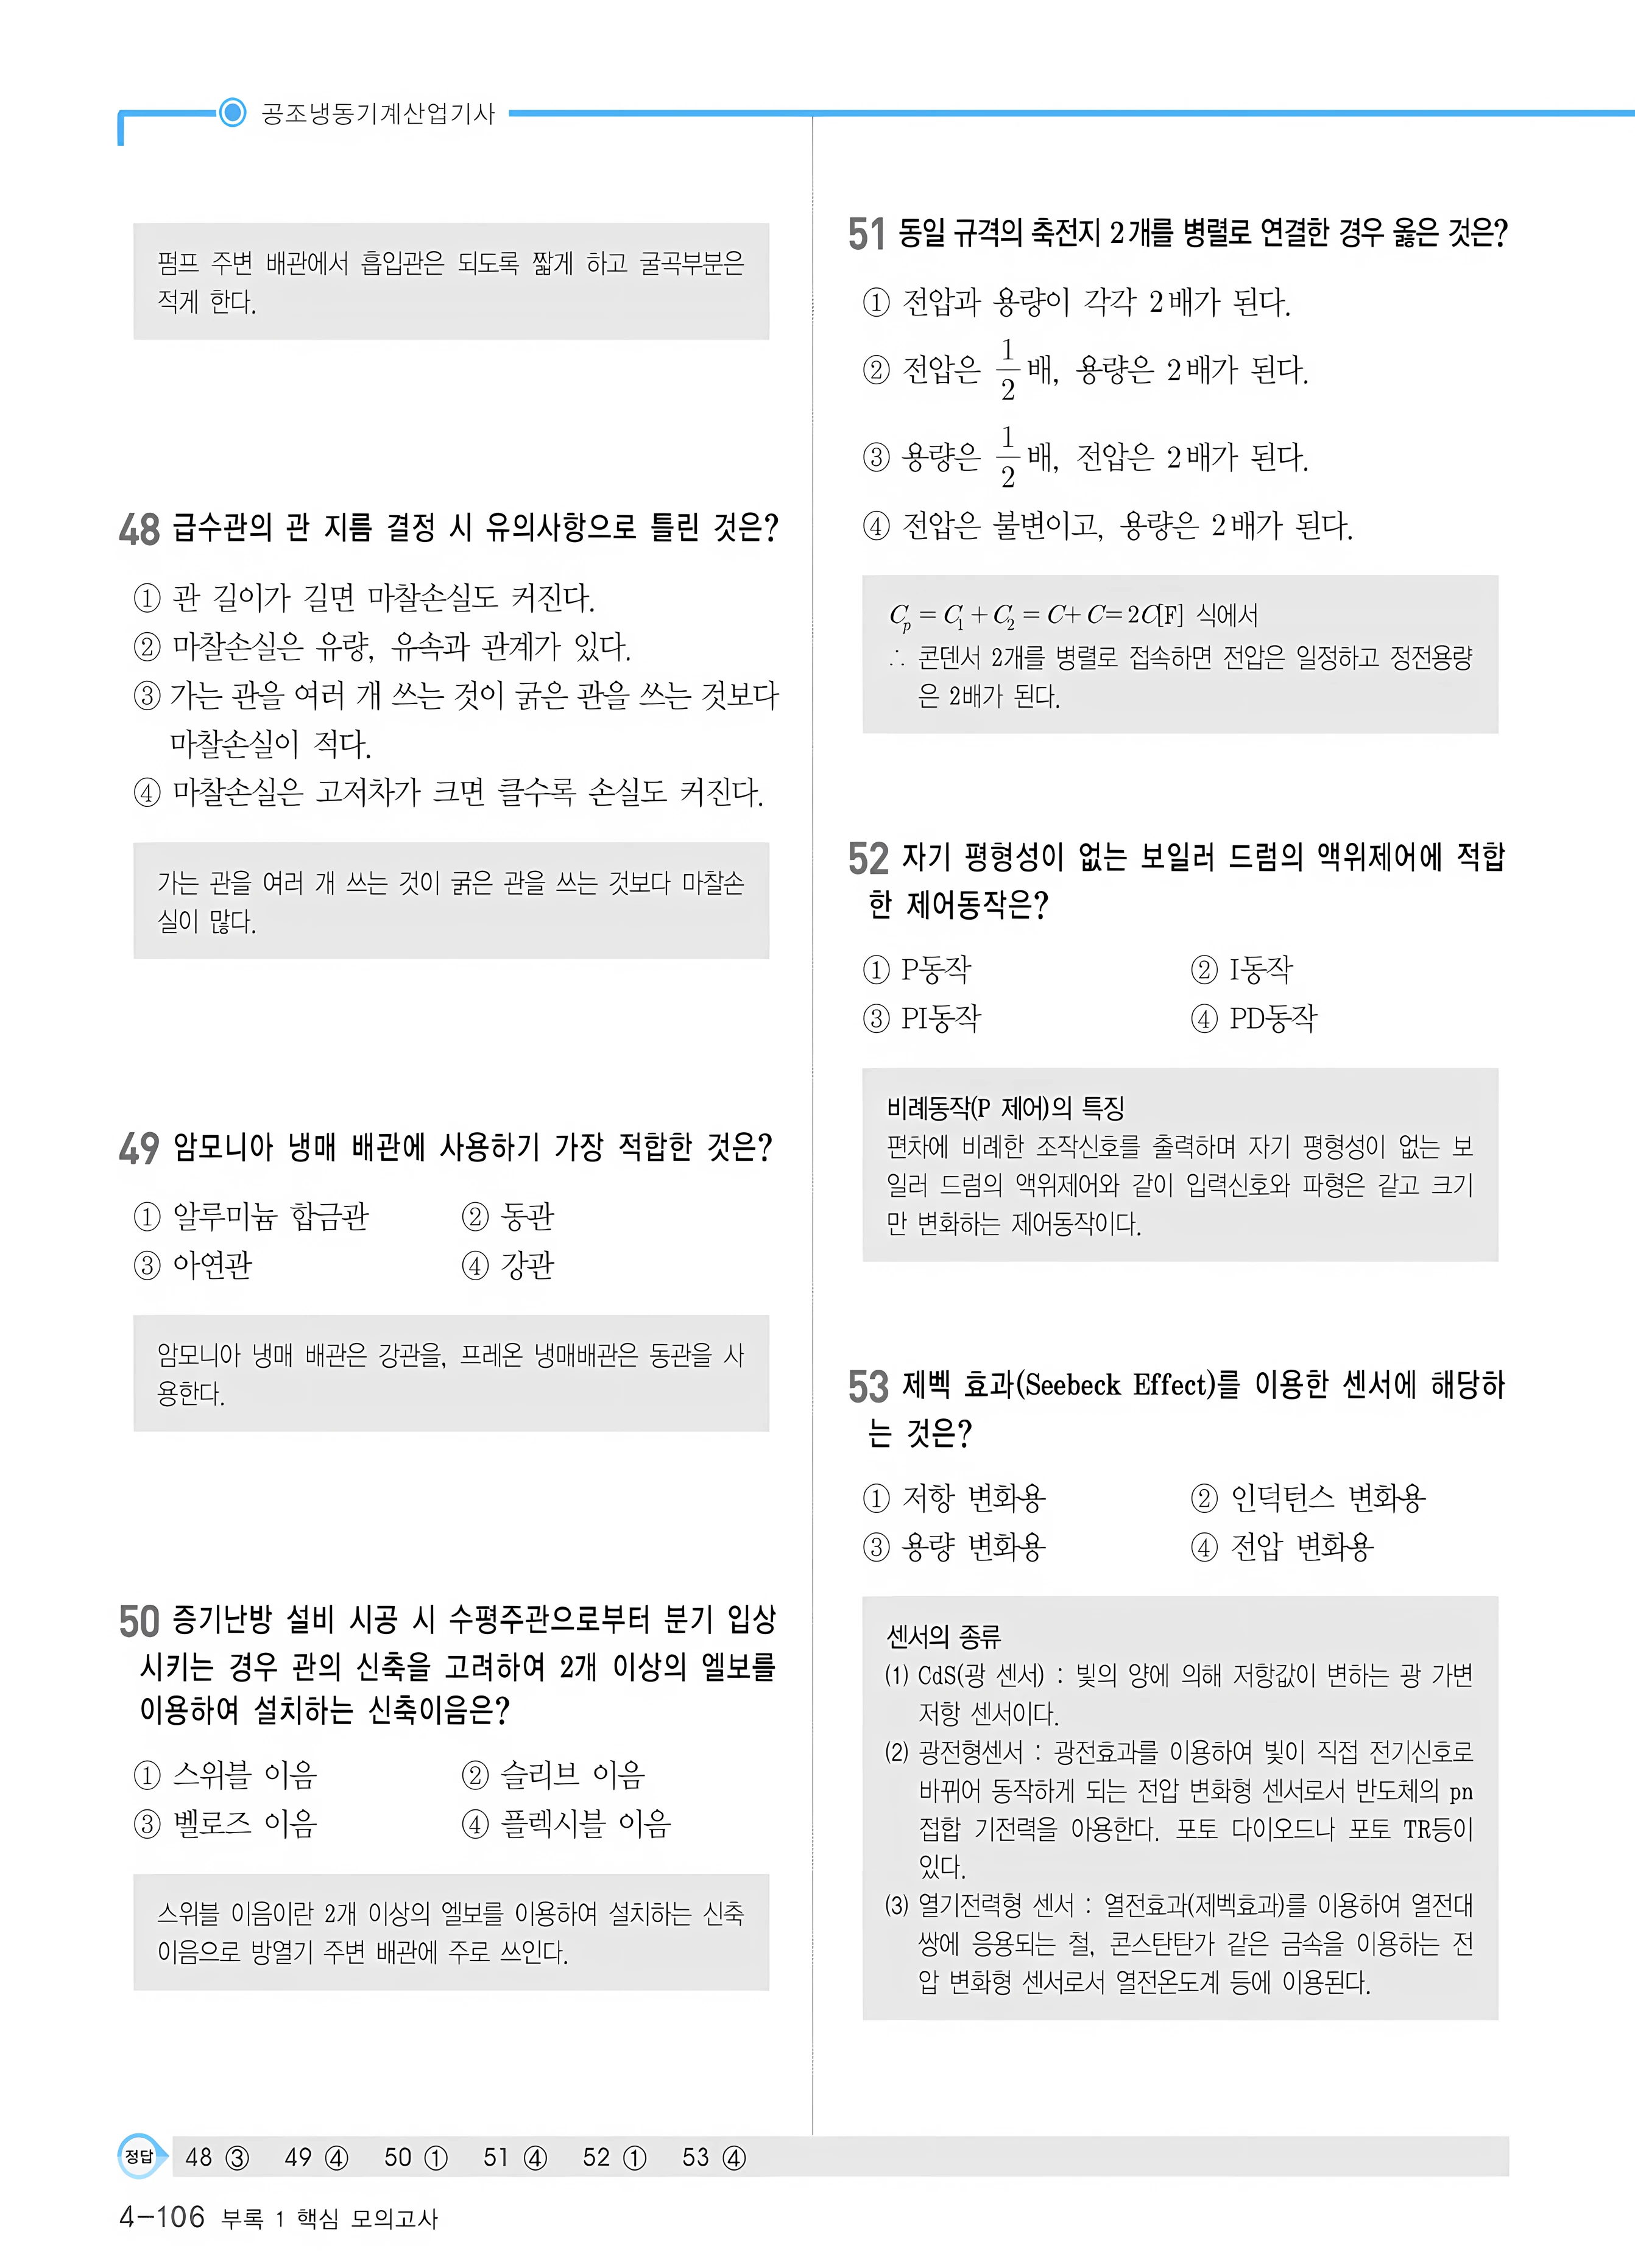 공조냉동기계산업기사
펌프 주변 배관에서 흡입관은 되도록 짧게 하고 굴곡부분은
적게 한다.
48 급수관의 관 지름 결정 시 유의사항으로 틀린 것은?
① 관 길이가 길면 마찰손실도 커진다.
② 마찰손실은 유량, 유속과 관계가 있다.
③ 가는 관을 여러 개 쓰는 것이 굵은 관을 쓰는 것보다
마찰손실이 적다.
④ 마찰손실은 고저차가 크면 클수록 손실도 커진다.
가는 관을 여러 개 쓰는 것이 굵은 관을 쓰는 것보다 마찰손
실이 많다.
49 암모니아 냉매 배관에 사용하기 가장 적합한 것은?
① 알루미늄 합금관 ② 동관
③ 아연관 ④ 강관
암모니아 냉매 배관은 강관을, 프레온 냉매배관은 동관을 사
용한다.
50 증기난방 설비 시공 시 수평주관으로부터 분기 입상
시키는 경우 관의 신축을 고려하여 2개 이상의 엘보를
이용하여 설치하는 신축이음은?
① 스위블 이음 ② 슬리브 이음
③ 벨로즈 이음 ④ 플렉시블 이음
스위블 이음이란 2개 이상의 엘보를 이용하여 설치하는 신축
이음으로 방열기 주변 배관에 주로 쓰인다.
51 동일 규격의 축전지 2개를 병렬로 연결한 경우 옳은 것은?
① 전압과 용량이 각각 2배가 된다.
② 전압은 1/2배, 용량은 2배가 된다.
③ 용량은 1/2배, 전압은 2배가 된다.
④ 전압은 불변이고, 용량은 2배가 된다.
Cp = C1 + C2 = C + C = 2C[F] 식에서
∴ 콘덴서 2개를 병렬로 접속하면 전압은 일정하고 정전용량
은 2배가 된다.
52 자기 평형성이 없는 보일러 드럼의 액위제어에 적합
한 제어동작은?
① P동작 ② I동작
③ PI동작 ④ PD동작
비례동작(P 제어)의 특징
편차에 비례한 조작신호를 출력하며 자기 평형성이 없는 보
일러 드럼의 액위제어와 같이 입력신호와 파형은 같고 크기
만 변화하는 제어동작이다.
53 제벡 효과(Seebeck Effect)를 이용한 센서에 해당하
는 것은?
① 저항 변화용 ② 인덕턴스 변화용
③ 용량 변화용 ④ 전압 변화용
센서의 종류
(1) CdS(광 센서) : 빛의 양에 의해 저항값이 변하는 광 가변
저항 센서이다.
(2) 광전형센서 : 광전효과를 이용하여 빛이 직접 전기신호로
바뀌어 동작하게 되는 전압 변화형 센서로서 반도체의 pn
접합 기전력을 아용한다. 포토 다이오드나 포토 TR등이
있다.
(3) 열기전력형 센서 : 열전효과(제벡효과)를 이용하여 열전대
쌍에 응용되는 철, 콘스탄탄가 같은 금속을 이용하는 전
압 변화형 센서로서 열전온도계 등에 이용된다.
정답 48 ③ 49 ④ 50 ① 51 ④ 52 ① 53 ④
4-106 부록 1 핵심 모의고사